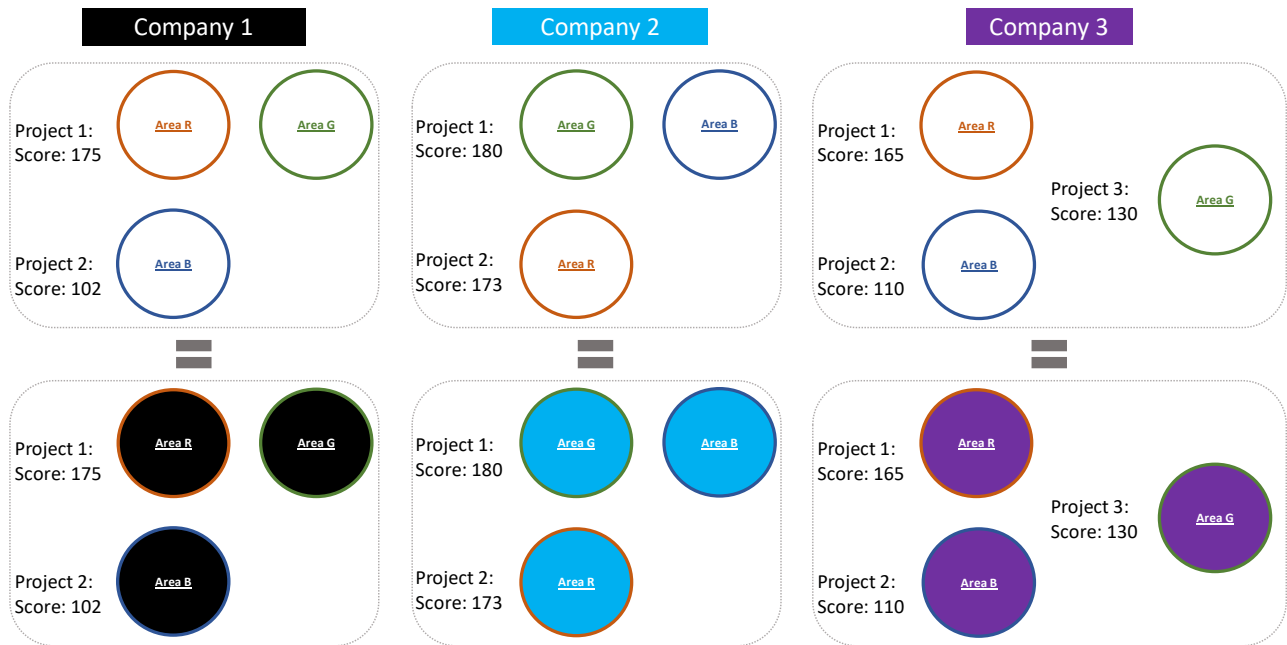 Company 1
Company 2
Company 3
Project 1:
Score: 175
Area R
Area G
Project 2:
Score: 102
Area B
Project 1:
Score: 180
Area G
Area B
Project 2:
Score: 173
Area R
Project 1:
Score: 165
Area R
Project 3:
Score: 130
Area G
Project 2:
Score: 110
Area B
Project 1:
Score: 175
Area R
Area G
Project 2:
Score: 102
Area B
Project 1:
Score: 180
Area G
Area B
Project 2:
Score: 173
Area R
Project 1:
Score: 165
Area R
Project 3:
Score: 130
Area G
Project 2:
Score: 110
Area B